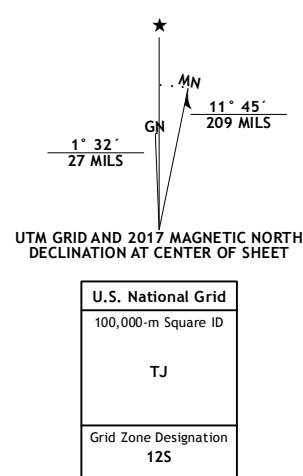 ★
MN
GN
11° 45´
209 MILS
1° 32´
27 MILS
UTM GRID AND 2017 MAGNETIC NORTH
DECLINATION AT CENTER OF SHEET
U.S. National Grid
100,000-m Square ID
TJ
Grid Zone Designation
12S